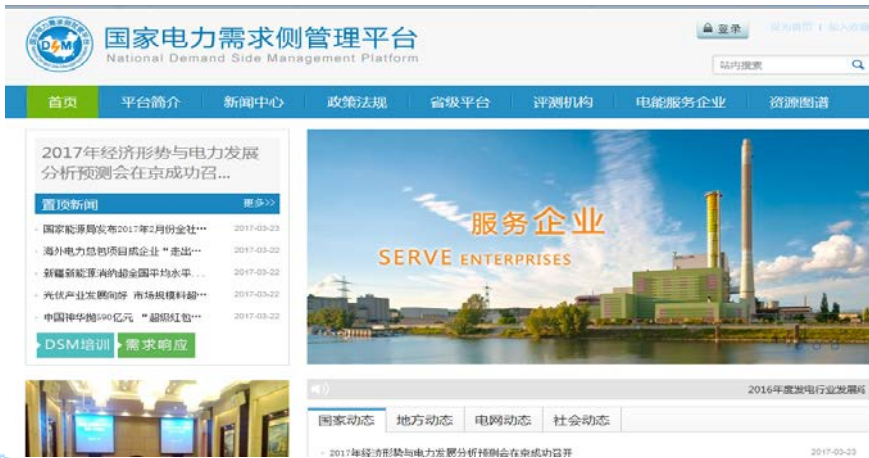 国家电力需求侧管理平台
National Demand Side Management Platform
DSM
登录
站内搜索
首页 平台简介 新闻中心 政策法规 省级平台 评测机构 电能服务企业 资源图谱
2017年经济形势与电力发展
分析预测会在京成功召...
置顶新闻 更多>>
国家能源局发布2017年2月份全社… 2017-03-23
海外电力总包项目成企业“走出… 2017-03-22
新疆新能源消纳超全国平均水平... 2017-03-22
光伏产业发展向好 市场规模料超… 2017-03-22
中国神华抛590亿元 “超级红包… 2017-03-22
DSM培训 需求响应
服务企业
SERVE ENTERPRISES
2016年度发电行业发展
国家动态 地方动态 电网动态 社会动态
2017年经济形势与电力发展分析预测会在京成功召开 2017-03-23